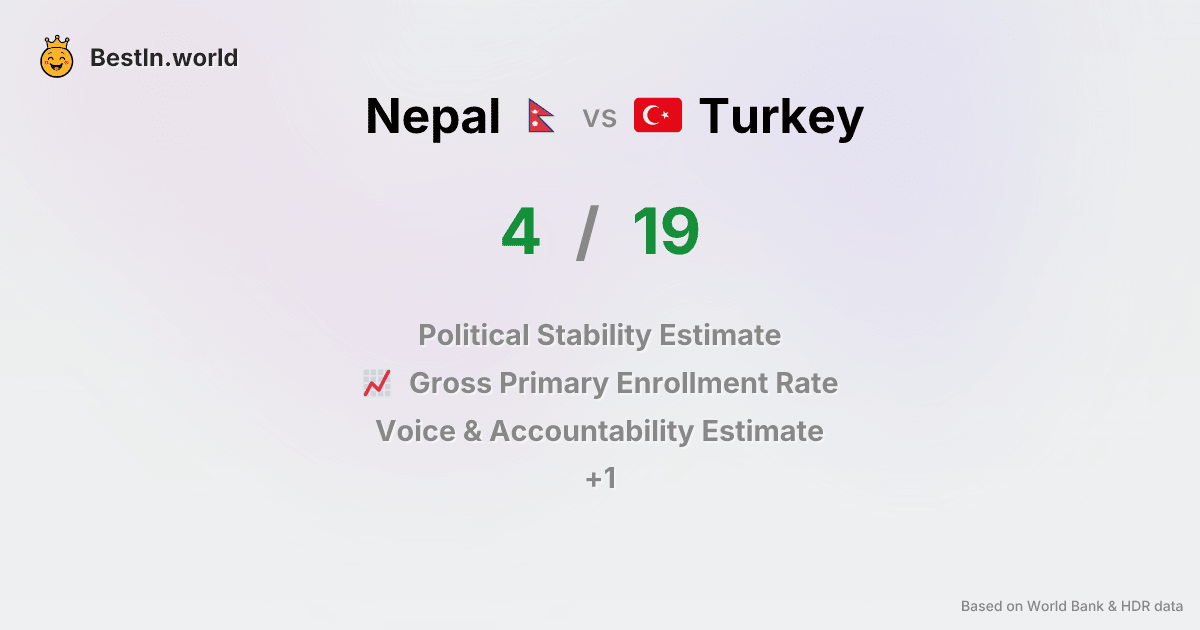 BestIn.world
Nepal vs Turkey
4 / 19
Political Stability Estimate
Gross Primary Enrollment Rate
Voice & Accountability Estimate
+1
Based on World Bank & HDR data